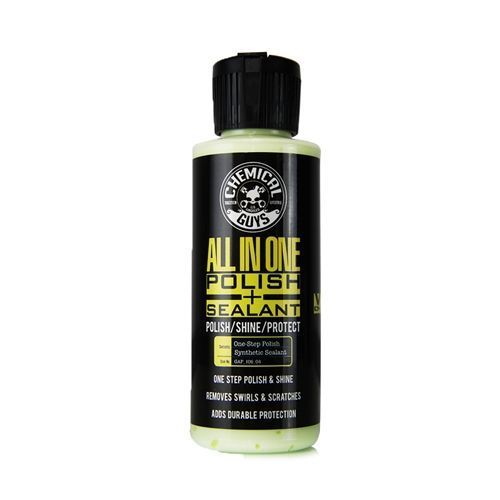 CHEMICAL
GUYS
ALL IN ONE
POLISH
+
SEALANT
POLISH/SHINE/PROTECT
One-Step Polish
Synthetic Sealant
GAP_106_04
ONE STEP POLISH & SHINE
REMOVES SWIRLS & SCRATCHES
ADDS DURABLE PROTECTION